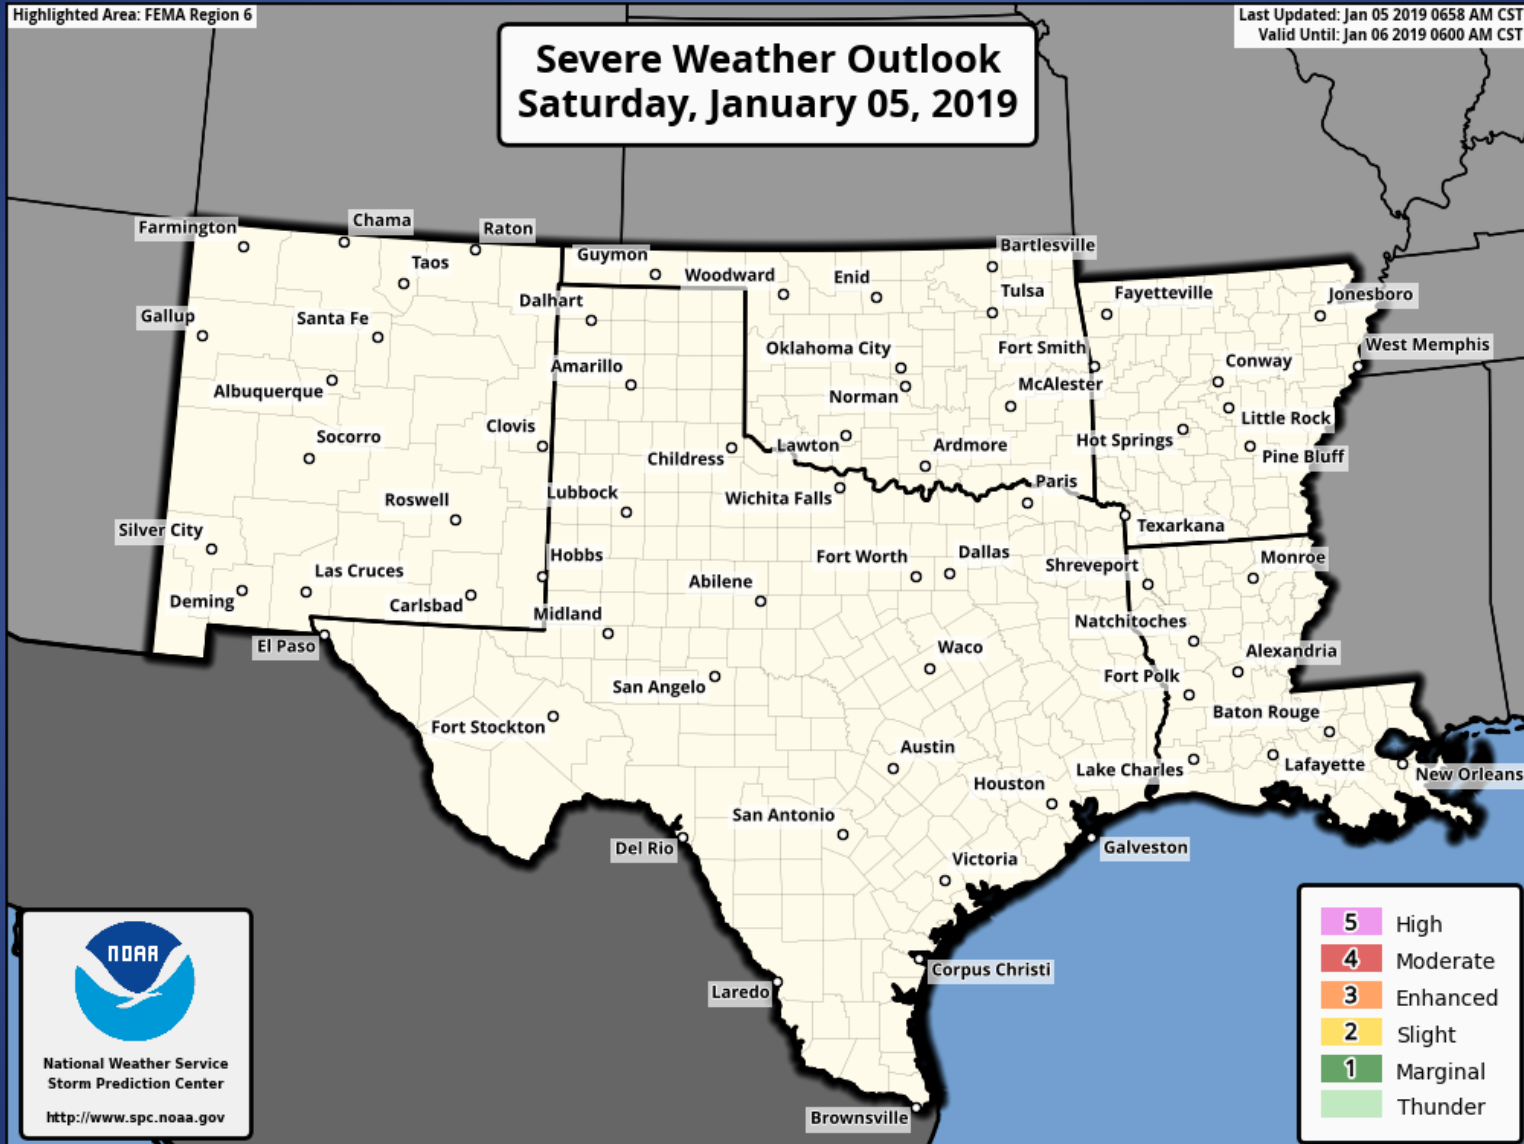 Highlighted Area: FEMA Region 6
Last Updated: Jan 05 2019 0658 AM CST
Valid Until: Jan 06 2019 0600 AM CST
Severe Weather Outlook
Saturday, January 05, 2019
Farmington
Chama
Raton
Taos
Guymon
Woodward
Enid
Bartlesville
Tulsa
Fayetteville
Jonesboro
Gallup
Santa Fe
Dalhart
Oklahoma City
Fort Smith
West Memphis
Albuquerque
Amarillo
Norman
McAlester
Conway
Little Rock
Socorro
Clovis
Childress
Lawton
Ardmore
Hot Springs
Pine Bluff
Roswell
Lubbock
Wichita Falls
Paris
Texarkana
Silver City
Las Cruces
Hobbs
Abilene
Fort Worth
Dallas
Shreveport
Monroe
Deming
Carlsbad
Midland
Natchitoches
El Paso
San Angelo
Waco
Fort Polk
Alexandria
Fort Stockton
Austin
Baton Rouge
Houston
Lake Charles
Lafayette
New Orleans
Del Rio
San Antonio
Victoria
Galveston
Laredo
Corpus Christi
Brownsville
NOAA
National Weather Service
Storm Prediction Center
http://www.spc.noaa.gov
5 High
4 Moderate
3 Enhanced
2 Slight
1 Marginal
Thunder